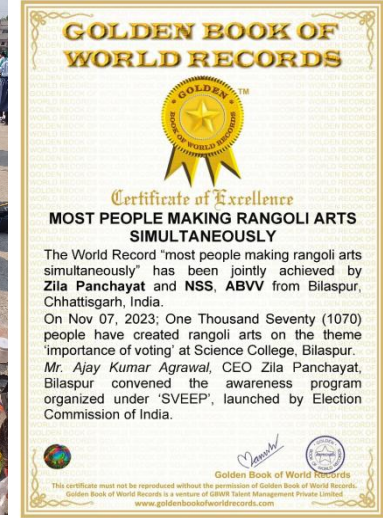 GOLDEN BOOK OF
WORLD RECORDS
GOLDEN
BOOK OF WORLD RECORDS
TM
Certificate of Excellence
MOST PEOPLE MAKING RANGOLI ARTS
SIMULTANEOUSLY
The World Record “most people making rangoli arts
simultaneously” has been jointly achieved by
Zila Panchayat and NSS, ABVV from Bilaspur,
Chhattisgarh, India.
On Nov 07, 2023; One Thousand Seventy (1070)
people have created rangoli arts on the theme
‘importance of voting’ at Science College, Bilaspur.
Mr. Ajay Kumar Agrawal, CEO Zila Panchayat,
Bilaspur convened the awareness program
organized under ‘SVEEP’, launched by Election
Commission of India.
Golden Book of World Records
This certificate must not be reproduced without the permission of Golden Book of World Records.
Golden Book of World Records is a venture of GBWR Talent Management Private Limited
www.goldenbookofworldrecords.com